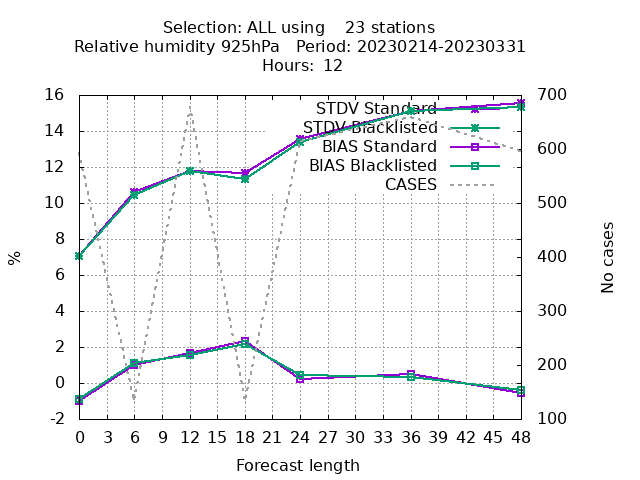 Selection: ALL using    23 stations
Relative humidity 925hPa   Period: 20230214-20230331
Hours:  12
16
14
12
10
8
6
4
2
0
-2
%
STDV Standard
STDV Blacklisted
BIAS Standard
BIAS Blacklisted
CASES
700
600
500
400
300
200
100
No cases
0 3 6 9 12 15 18 21 24 27 30 33 36 39 42 45 48
Forecast length